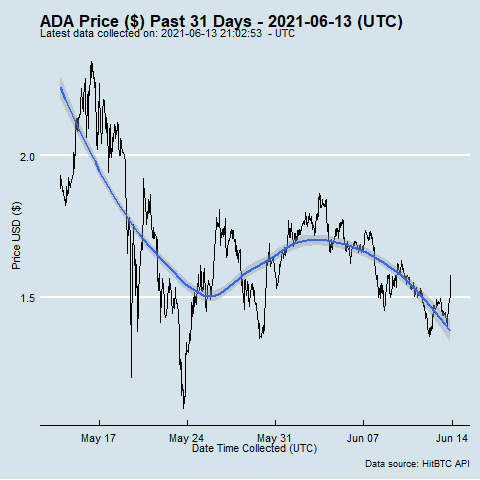 ADA Price ($) Past 31 Days - 2021-06-13 (UTC)
Latest data collected on: 2021-06-13 21:02:53  - UTC
2.0
1.5
Price USD ($)
May 17
May 24
May 31
Jun 07
Jun 14
Date Time Collected (UTC)
Data source: HitBTC API